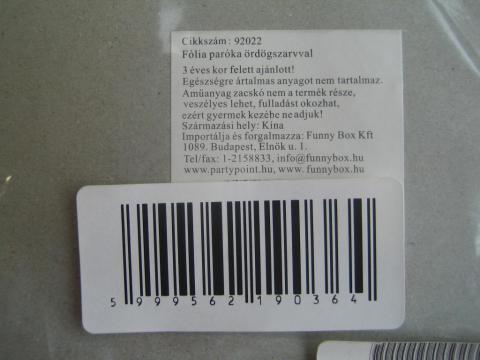 Cikkszám : 92022
Fólia paróka ördögszarvval
3 éves kor felett ajánlott!
Egészségre ártalmas anyagot nem tartalmaz.
Amüanyag zacskó nem a termék része,
veszélyes lehet, fulladást okozhat,
ezért gyermek kezébe ne adjuk!
Származási hely: Kína
Importálja és forgalmazza: Funny Box Kft
1089. Budapest, Elnök u. 1.
Tel/fax: 1-2158833, info@funnybox.hu
www.partypoint.hu, www.funnybox.hu
5 999562 190364